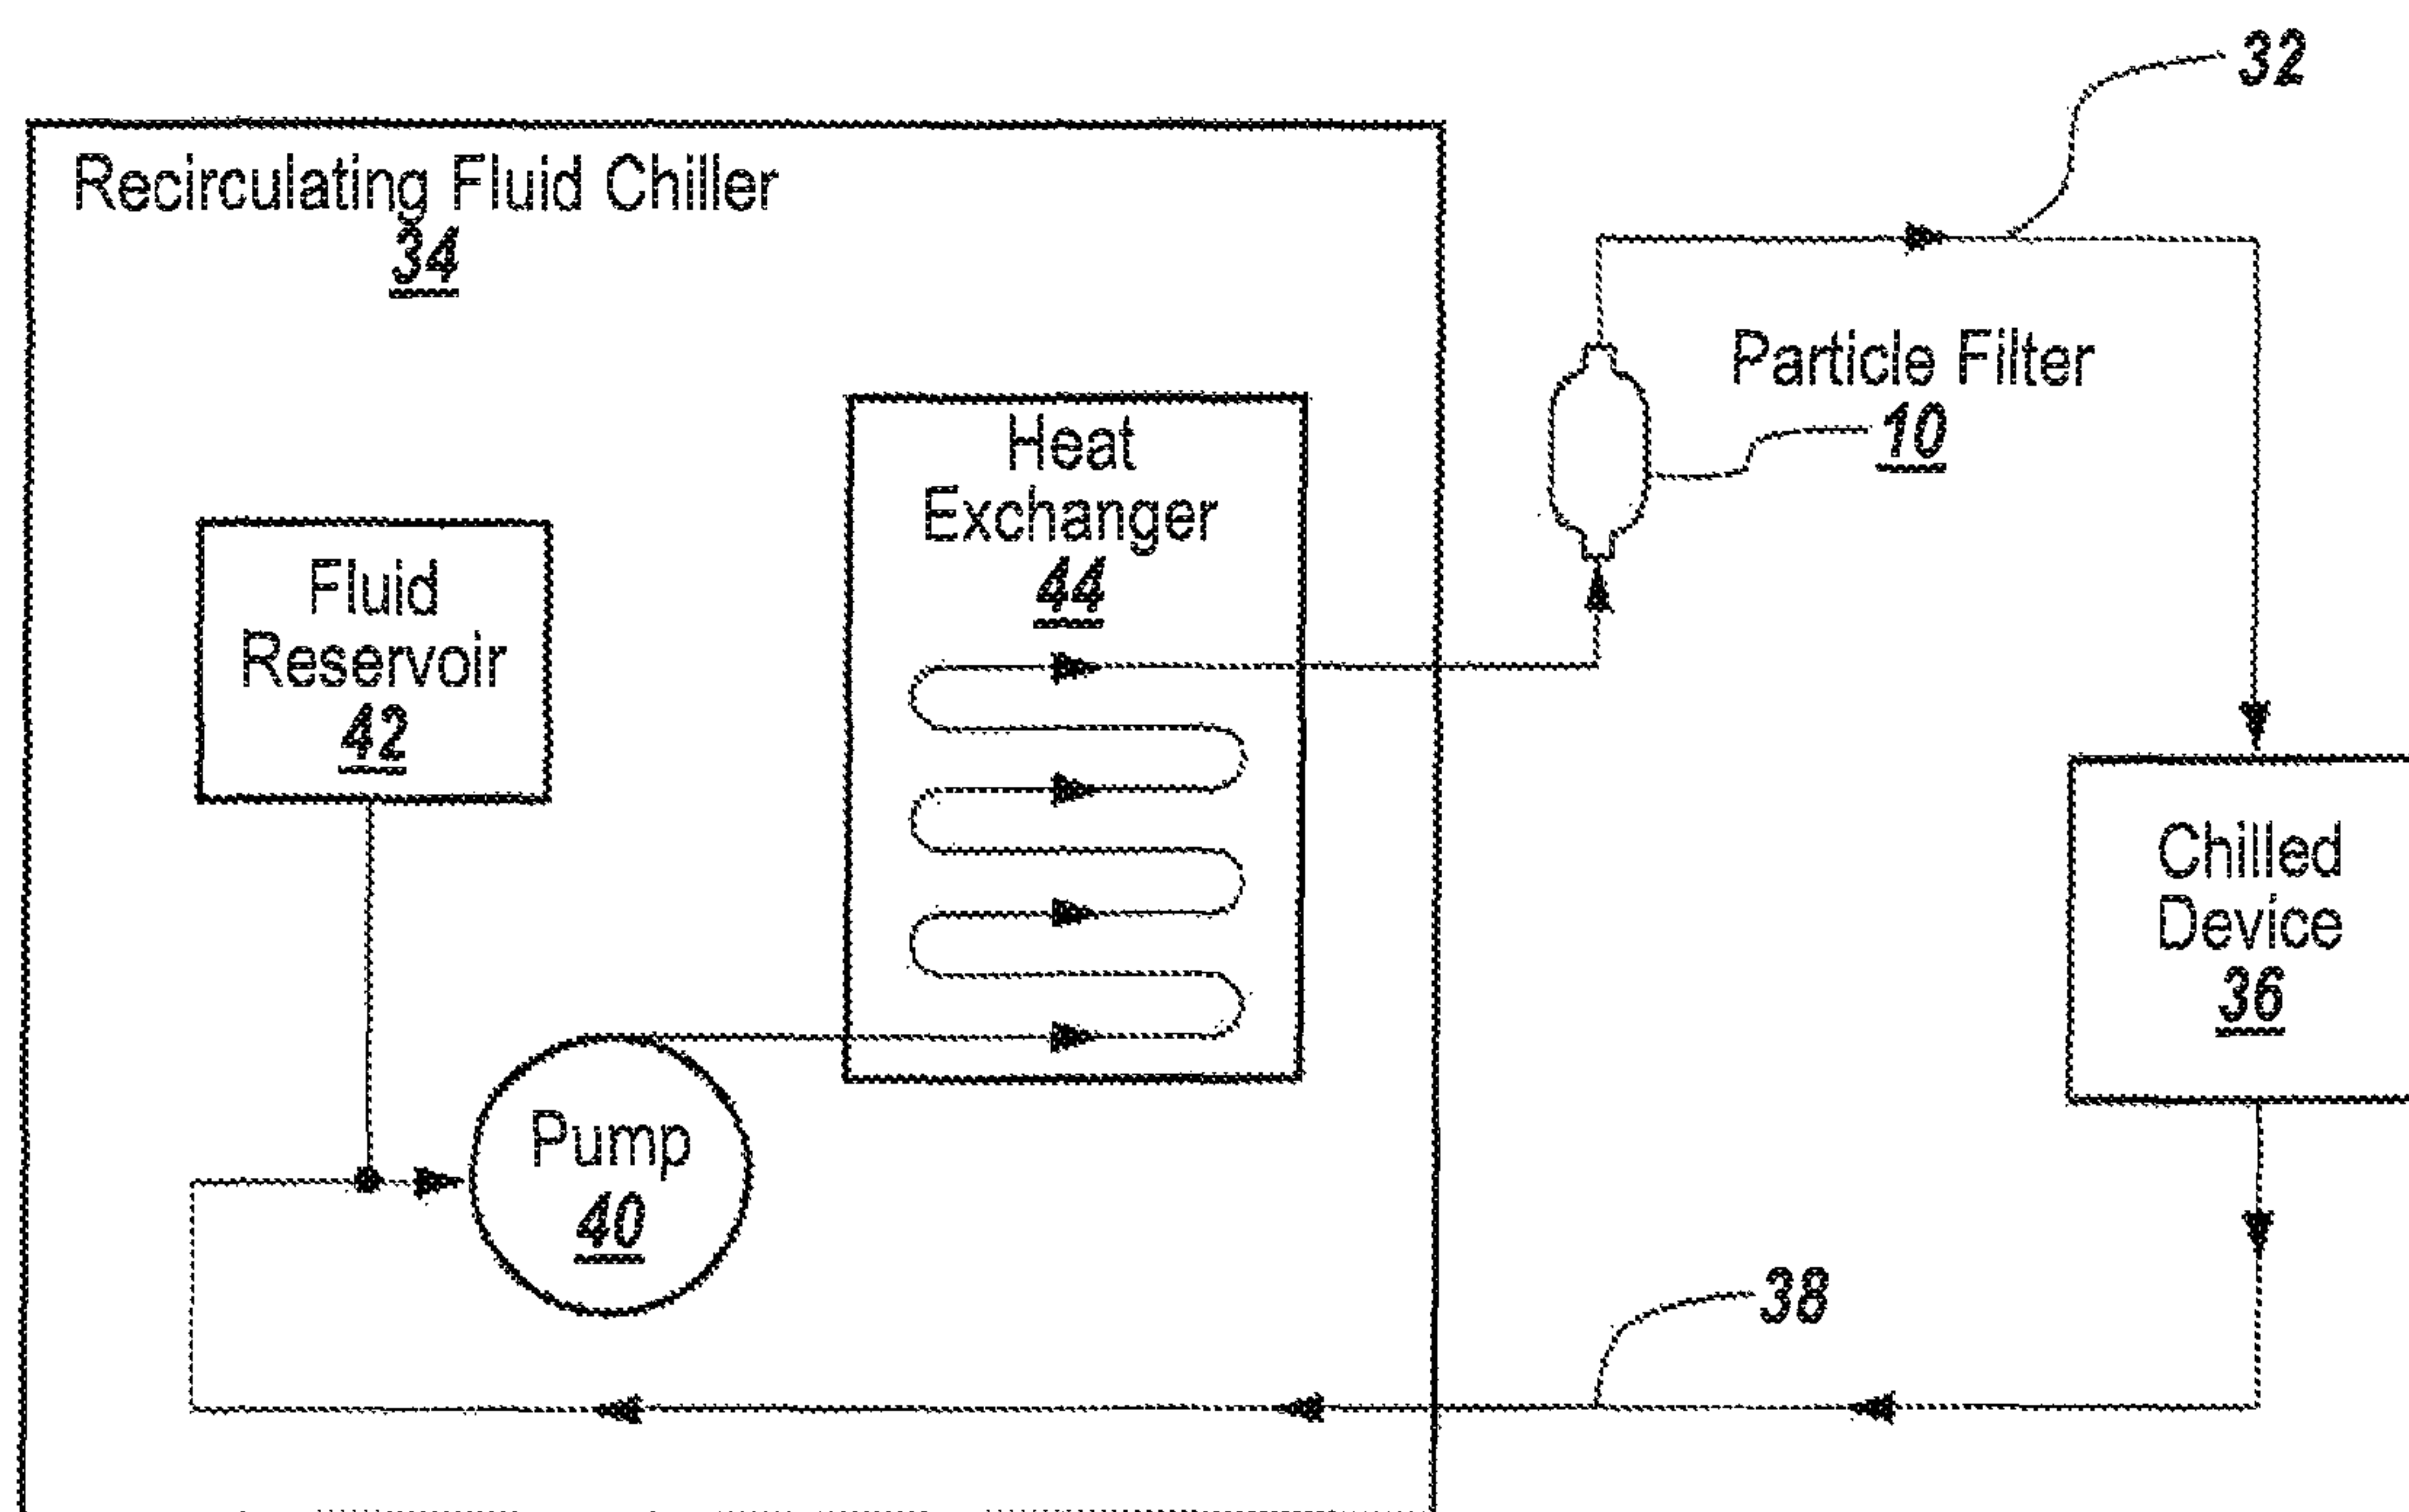 32
Recirculating Fluid Chiller
34
Particle Filter
10
Heat
Exchanger
44
Fluid
Reservoir
42
Chilled
Device
36
Pump
40
38